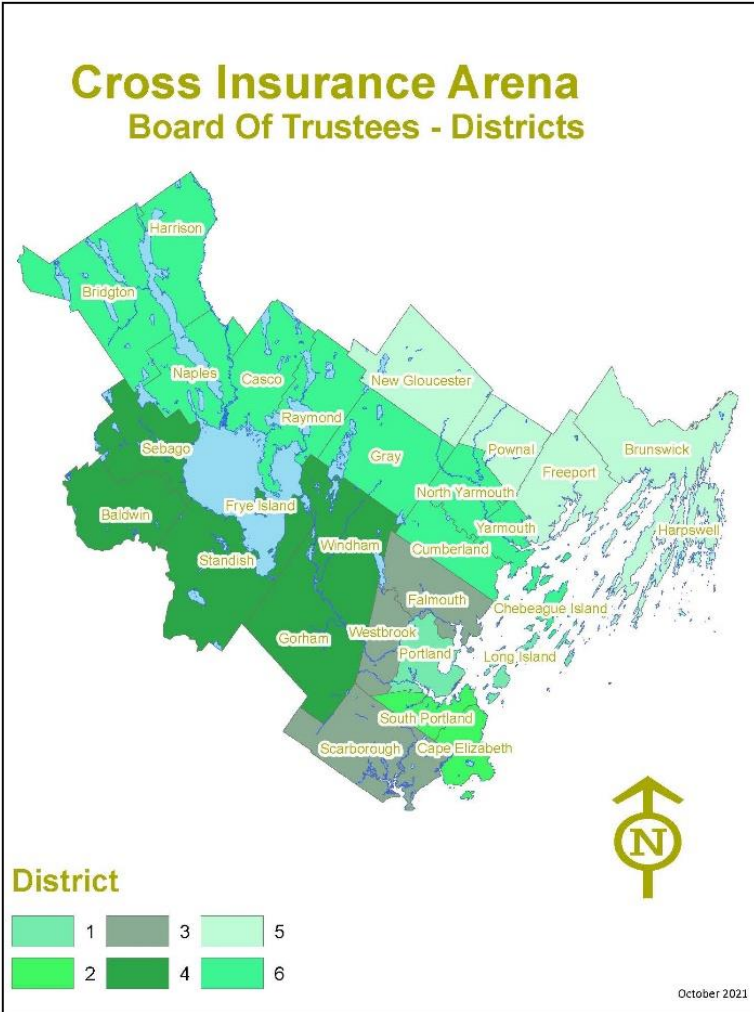 Cross Insurance Arena
Board Of Trustees - Districts
Harrison
Bridgton
Naples
Casco
New Gloucester
Raymond
Sebago
Gray
Pownal
Brunswick
Freeport
North Yarmouth
Frye Island
Baldwin
Yarmouth
Harpswell
Windham
Cumberland
Standish
Falmouth
Chebeague Island
Gorham
Westbrook
Portland
Long Island
South Portland
Scarborough
Cape Elizabeth
N
District
1 3 5
2 4 6
October 2021